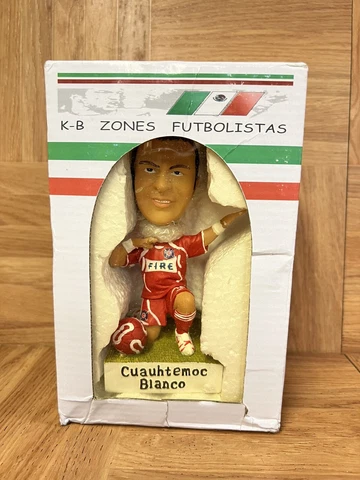 K-B ZONES FUTBOLISTAS
FIRE
Cuauhtemoc
Blanco